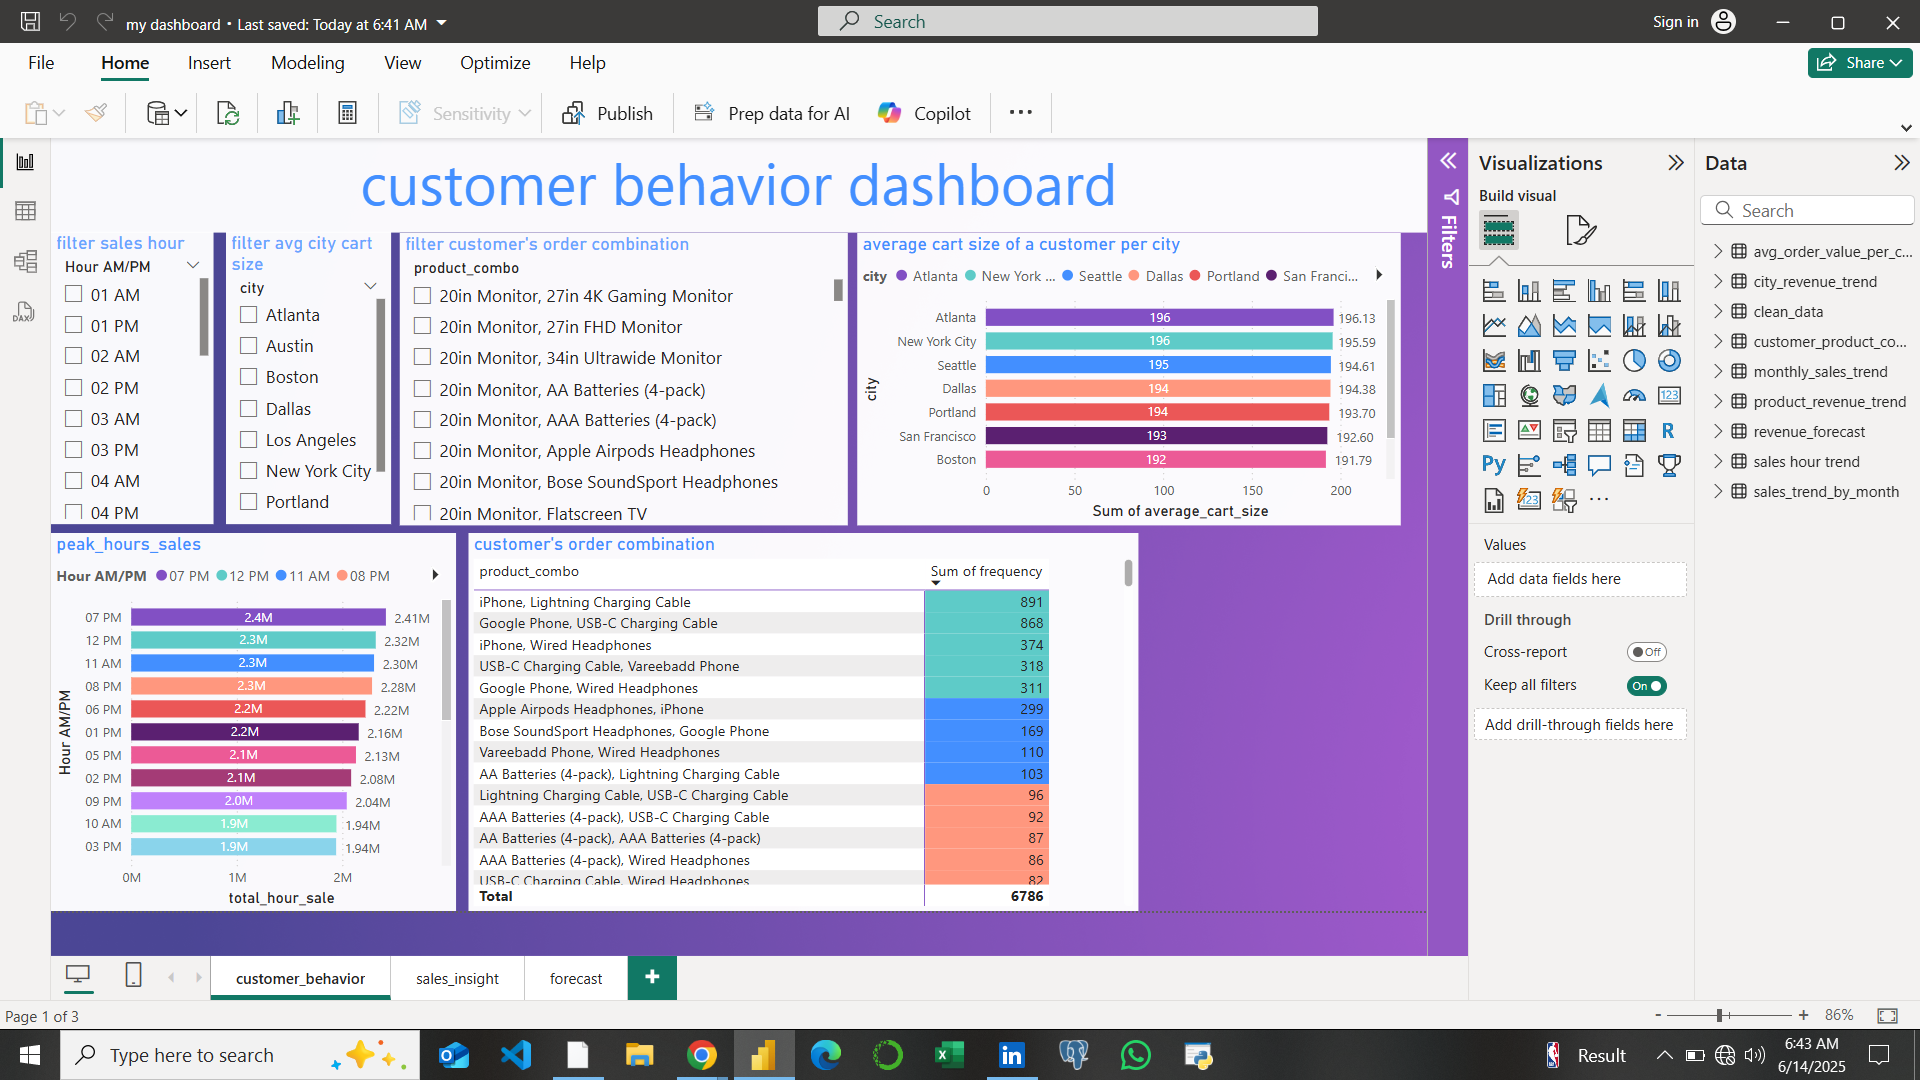 my dashboard • Last saved: Today at 6:41 AM
Search
Sign in
File
Home
Insert
Modeling
View
Optimize
Help
Share
Sensitivity
Publish
Prep data for AI
Copilot
customer behavior dashboard
filter sales hour
Hour AM/PM
01 AM
01 PM
02 AM
02 PM
03 AM
03 PM
04 AM
04 PM
filter avg city cart
size
city
Atlanta
Austin
Boston
Dallas
Los Angeles
New York City
Portland
filter customer's order combination
product_combo
20in Monitor, 27in 4K Gaming Monitor
20in Monitor, 27in FHD Monitor
20in Monitor, 34in Ultrawide Monitor
20in Monitor, AA Batteries (4-pack)
20in Monitor, AAA Batteries (4-pack)
20in Monitor, Apple Airpods Headphones
20in Monitor, Bose SoundSport Headphones
20in Monitor, Flatscreen TV
average cart size of a customer per city
city Atlanta New York ... Seattle Dallas Portland San Franci...
city
Atlanta 196 196.13
New York City 196 195.59
Seattle 195 194.61
Dallas 194 194.38
Portland 194 193.70
San Francisco 193 192.60
Boston 192 191.79
0 50 100 150 200
Sum of average_cart_size
peak_hours_sales
Hour AM/PM 07 PM 12 PM 11 AM 08 PM
Hour AM/PM
07 PM 2.4M 2.41M
12 PM 2.3M 2.32M
11 AM 2.3M 2.30M
08 PM 2.3M 2.28M
06 PM 2.2M 2.22M
01 PM 2.2M 2.16M
05 PM 2.1M 2.13M
02 PM 2.1M 2.08M
09 PM 2.0M 2.04M
10 AM 1.9M 1.94M
03 PM 1.9M 1.94M
0M 1M 2M
total_hour_sale
customer's order combination
product_combo Sum of frequency
iPhone, Lightning Charging Cable 891
Google Phone, USB-C Charging Cable 868
iPhone, Wired Headphones 374
USB-C Charging Cable, Vareebadd Phone 318
Google Phone, Wired Headphones 311
Apple Airpods Headphones, iPhone 299
Bose SoundSport Headphones, Google Phone 169
Vareebadd Phone, Wired Headphones 110
AA Batteries (4-pack), Lightning Charging Cable 103
Lightning Charging Cable, USB-C Charging Cable 96
AAA Batteries (4-pack), USB-C Charging Cable 92
AA Batteries (4-pack), AAA Batteries (4-pack) 87
AAA Batteries (4-pack), Wired Headphones 86
USB-C Charging Cable, Wired Headphones 82
Total 6786
Filters
Visualizations
Build visual
123
R
Py
Values
Add data fields here
Drill through
Cross-report Off
Keep all filters On
Add drill-through fields here
Data
Search
avg_order_value_per_c...
city_revenue_trend
clean_data
customer_product_co...
monthly_sales_trend
product_revenue_trend
revenue_forecast
sales hour trend
sales_trend_by_month
DAX
customer_behavior
sales_insight
forecast
+
Page 1 of 3
- + 86%
Type here to search
Result
6:43 AM
6/14/2025